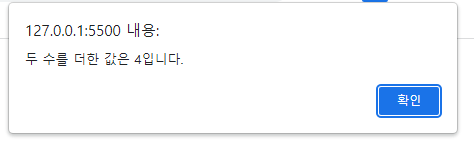 127.0.0.1:5500 내용:
두 수를 더한 값은 4입니다.
확인